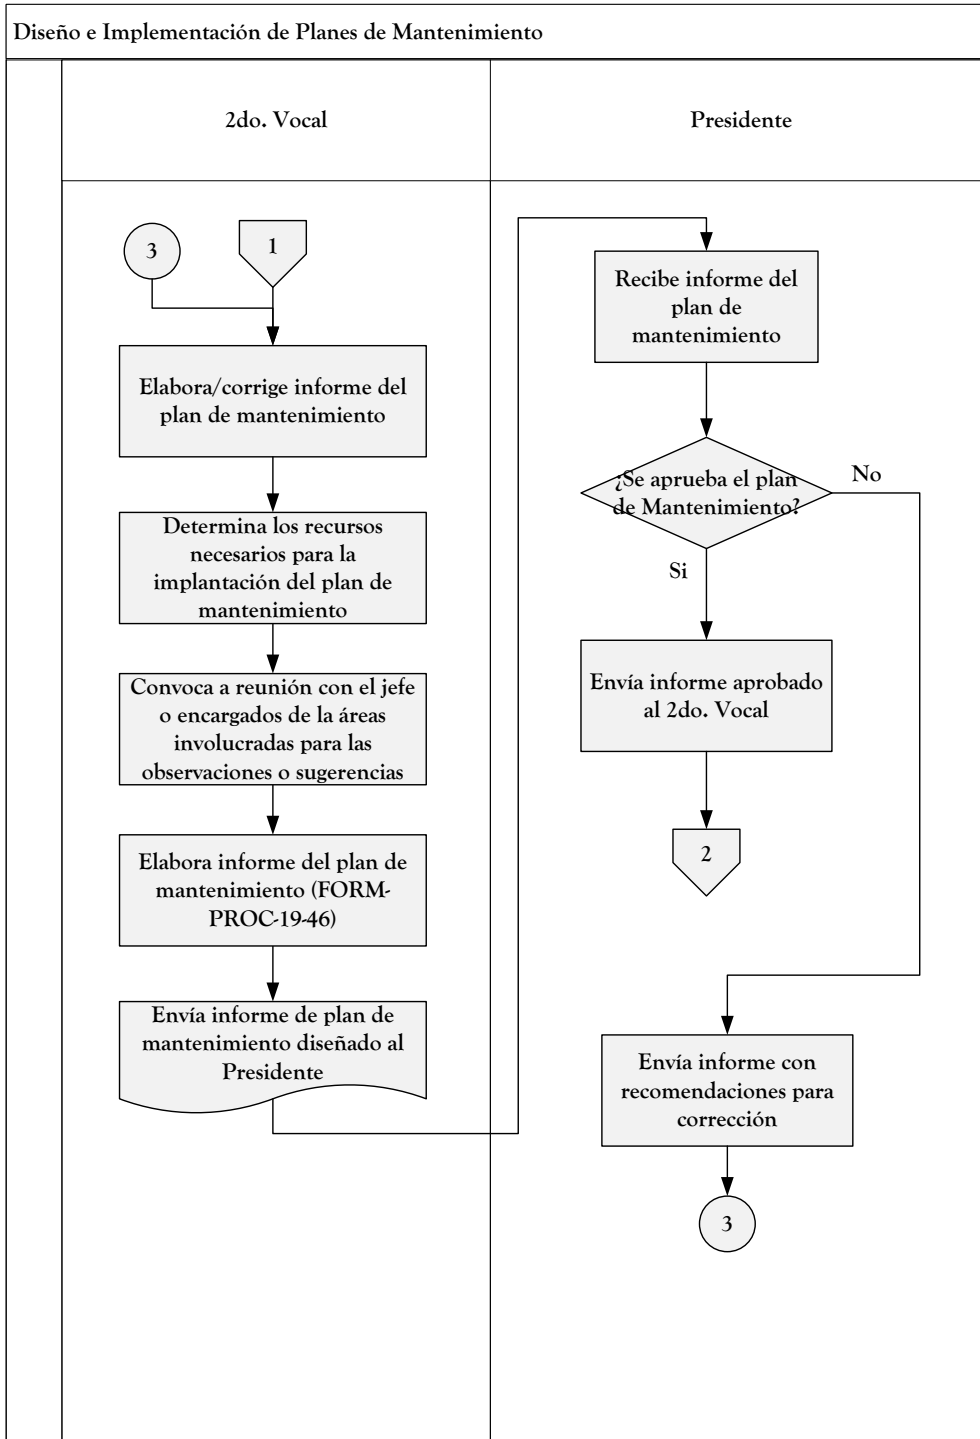 Diseño e Implementación de Planes de Mantenimiento
2do. Vocal
Presidente
3
1
Elabora/corrige informe del
plan de mantenimiento
Determina los recursos
necesarios para la
implantación del plan de
mantenimiento
Convoca a reunión con el jefe
o encargados de la áreas
involucradas para las
observaciones o sugerencias
Elabora informe del plan de
mantenimiento (FORM-
PROC-19-46)
Envía informe de plan de
mantenimiento diseñado al
Presidente
Recibe informe del
plan de
mantenimiento
¿Se aprueba el plan
de Mantenimiento?
No
Si
Envía informe aprobado
al 2do. Vocal
2
Envía informe con
recomendaciones para
corrección
3